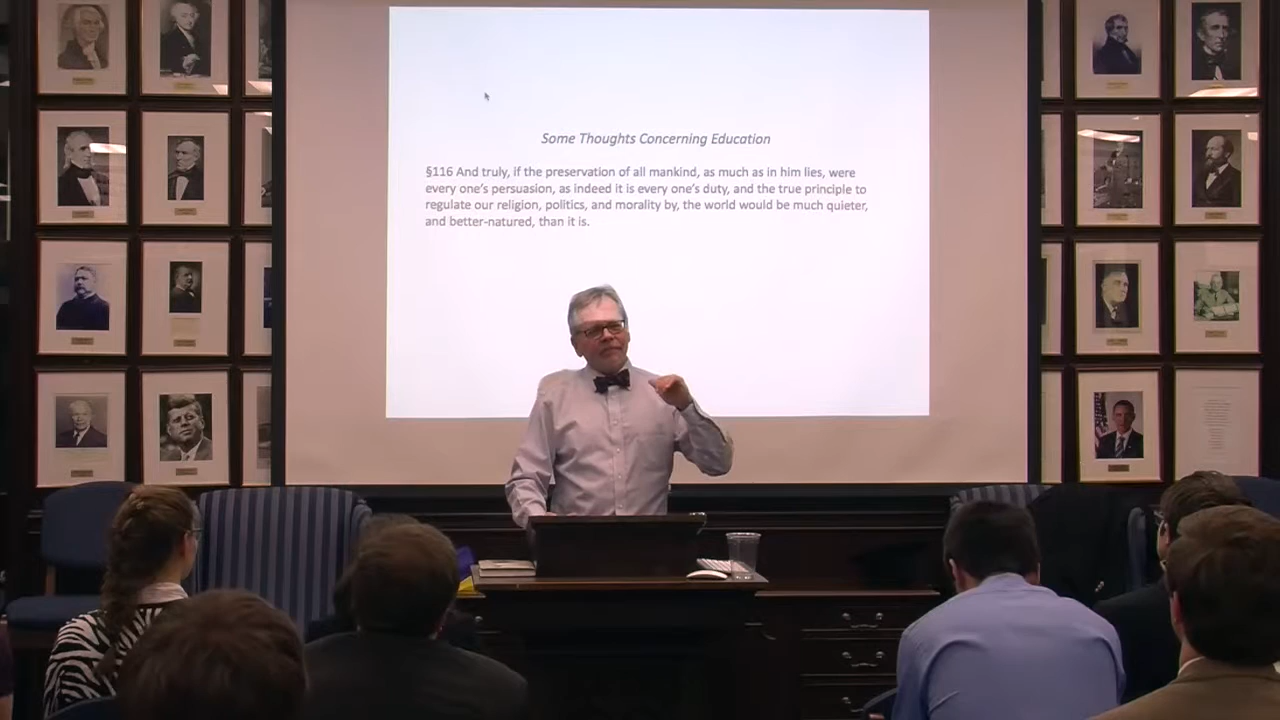 Some Thoughts Concerning Education
§116 And truly, if the preservation of all mankind, as much as in him lies, were
every one's persuasion, as indeed it is every one's duty, and the true principle to
regulate our religion, politics, and morality by, the world would be much quieter,
and better-natured, than it is.